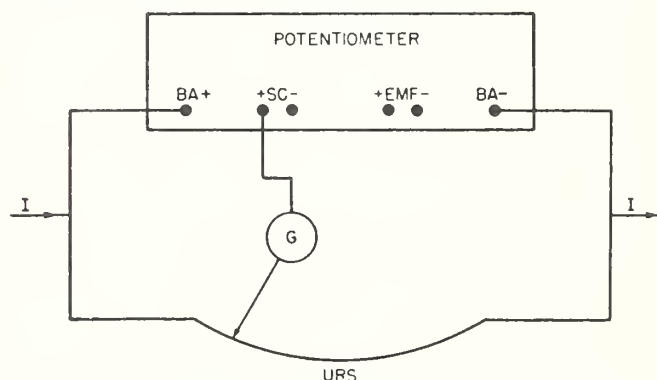 POTENTIOMETER
BA+ +SC- +EMF- BA-
I I
G
URS